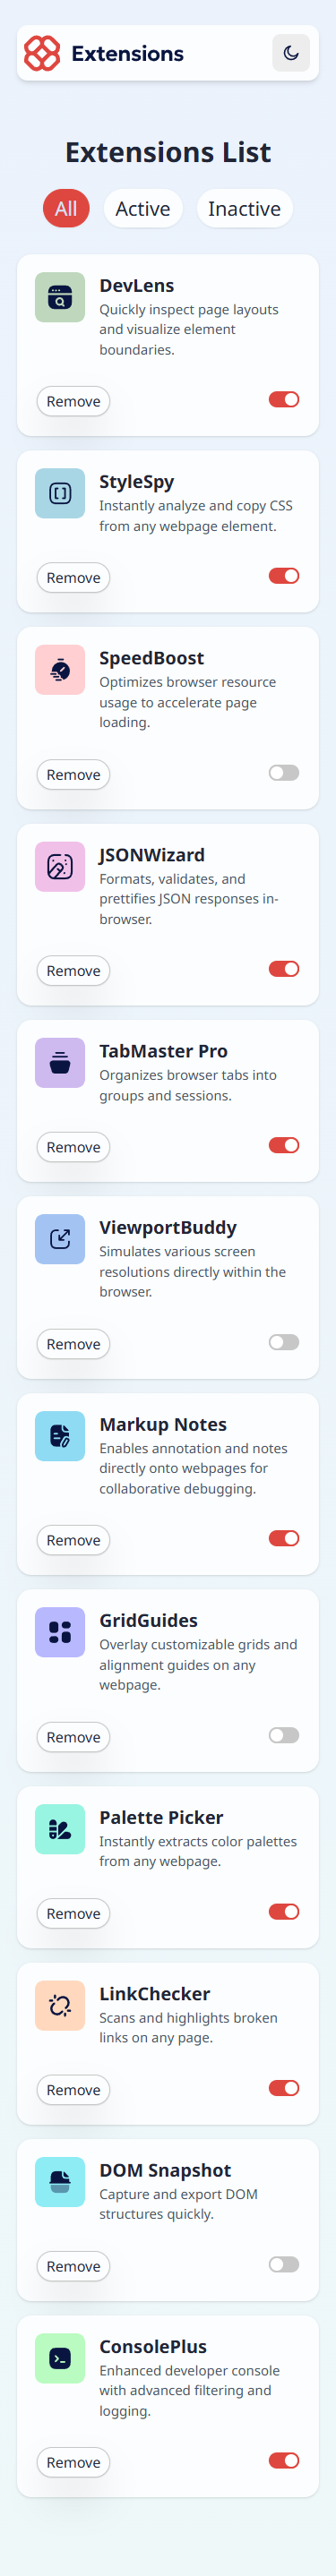 Extensions
Extensions List
All Active Inactive
DevLens
Quickly inspect page layouts
and visualize element
boundaries.
Remove
StyleSpy
Instantly analyze and copy CSS
from any webpage element.
Remove
SpeedBoost
Optimizes browser resource
usage to accelerate page
loading.
Remove
JSONWizard
Formats, validates, and
prettifies JSON responses in-
browser.
Remove
TabMaster Pro
Organizes browser tabs into
groups and sessions.
Remove
ViewportBuddy
Simulates various screen
resolutions directly within the
browser.
Remove
Markup Notes
Enables annotation and notes
directly onto webpages for
collaborative debugging.
Remove
GridGuides
Overlay customizable grids and
alignment guides on any
webpage.
Remove
Palette Picker
Instantly extracts color palettes
from any webpage.
Remove
LinkChecker
Scans and highlights broken
links on any page.
Remove
DOM Snapshot
Capture and export DOM
structures quickly.
Remove
ConsolePlus
Enhanced developer console
with advanced filtering and
logging.
Remove